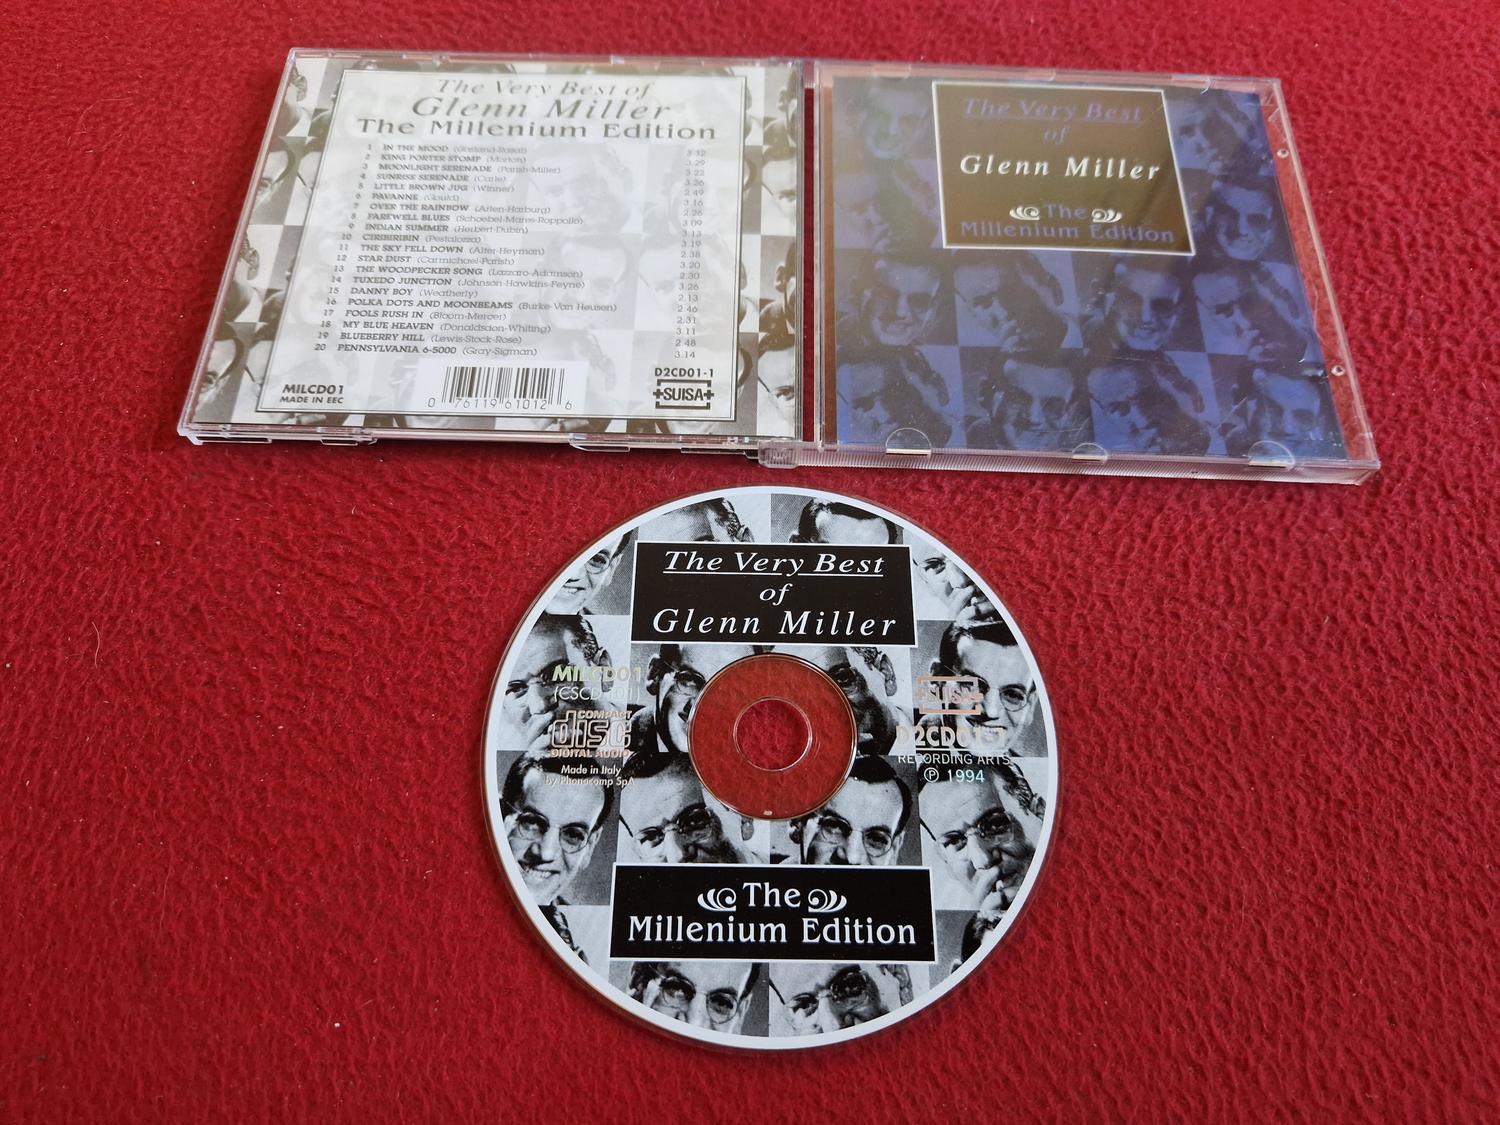 The Very Best of
Glenn Miller
The Millenium Edition
1 IN THE MOOD (Garland-Razaf) 3.32
2 KING PORTER STOMP (Morton) 3.29
3 MOONLIGHT SERENADE (Parish-Miller) 3.22
4 SUNRISE SERENADE (Carle) 3.26
5 LITTLE BROWN JUG (Winner) 2.49
6 PAVANNE (Gould) 3.16
7 OVER THE RAINBOW (Arlen-Harburg) 2.26
8 FAREWELL BLUES (Schoebel-Mares-Roppollo) 3.09
9 INDIAN SUMMER (Herbert-Dubin) 3.13
10 CIRIBIRIBIN (Pestalozza) 3.19
11 THE SKY FELL DOWN (Alter-Heyman) 2.38
12 STAR DUST (Carmichael-Parish) 3.20
13 THE WOODPECKER SONG (Lazzaro-Adamson) 2.30
14 TUXEDO JUNCTION (Johnson-Hawkins-Feyne) 3.26
15 DANNY BOY (Weatherly) 2.13
16 POLKA DOTS AND MOONBEAMS (Burke-Van Heusen) 2.46
17 FOOLS RUSH IN (Bloom-Mercer) 2.31
18 MY BLUE HEAVEN (Donaldsdon-Whiting) 3.11
19 BLUEBERRY HILL (Lewis-Stock-Rose) 2.48
20 PENNSYLVANIA 6-5000 (Gray-Sigman) 3.14
MILCD01
MADE IN EEC
0 76119 61012 6
D2CD01-1
SUISA
The Very Best
of
Glenn Miller
The
Millenium Edition
The Very Best
of
Glenn Miller
MILCD01
COMPACT
disc
DIGITAL AUDIO
Made in Italy
by Phonocomp SpA
SUISA
D2CD01-1
RECORDING ARTS
℗ 1994
The
Millenium Edition